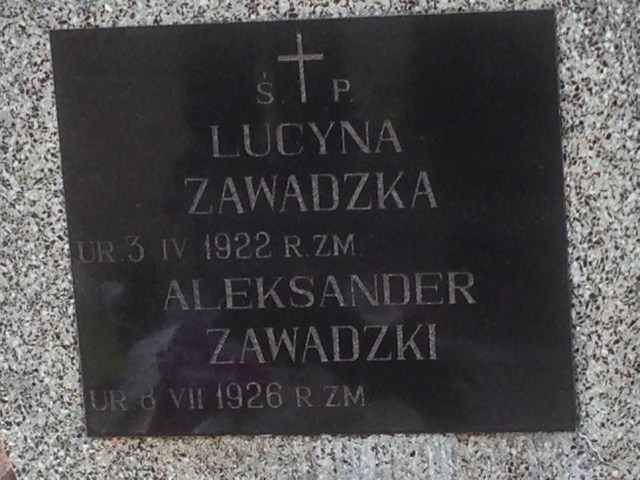 Ś. P.
LUCYNA
ZAWADZKA
UR. 3 IV 1922 R. ZM.
ALEKSANDER
ZAWADZKI
UR. 8 VII 1926 R. ZM.